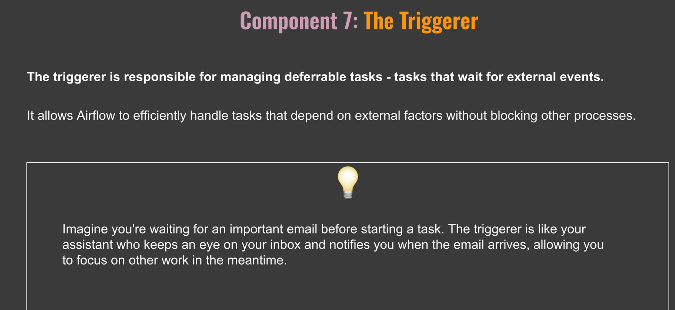 Component 7: The Triggerer
The triggerer is responsible for managing deferrable tasks - tasks that wait for external events.
It allows Airflow to efficiently handle tasks that depend on external factors without blocking other processes.
Imagine you're waiting for an important email before starting a task. The triggerer is like your
assistant who keeps an eye on your inbox and notifies you when the email arrives, allowing you
to focus on other work in the meantime.